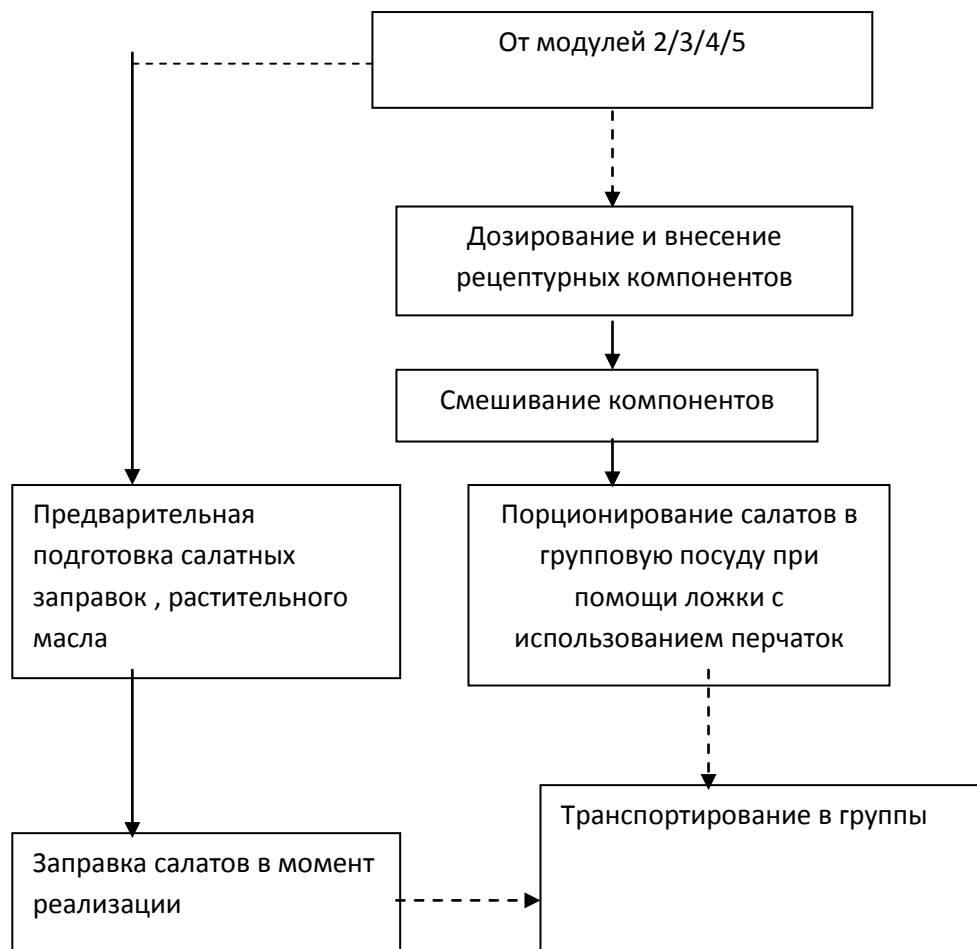 От модулей 2/3/4/5
Дозирование и внесение
рецептурных компонентов
Смешивание компонентов
Предварительная
подготовка салатных
заправок , растительного
масла
Порционирование салатов в
групповую посуду при
помощи ложки с
использованием перчаток
Заправка салатов в момент
реализации
Транспортирование в группы